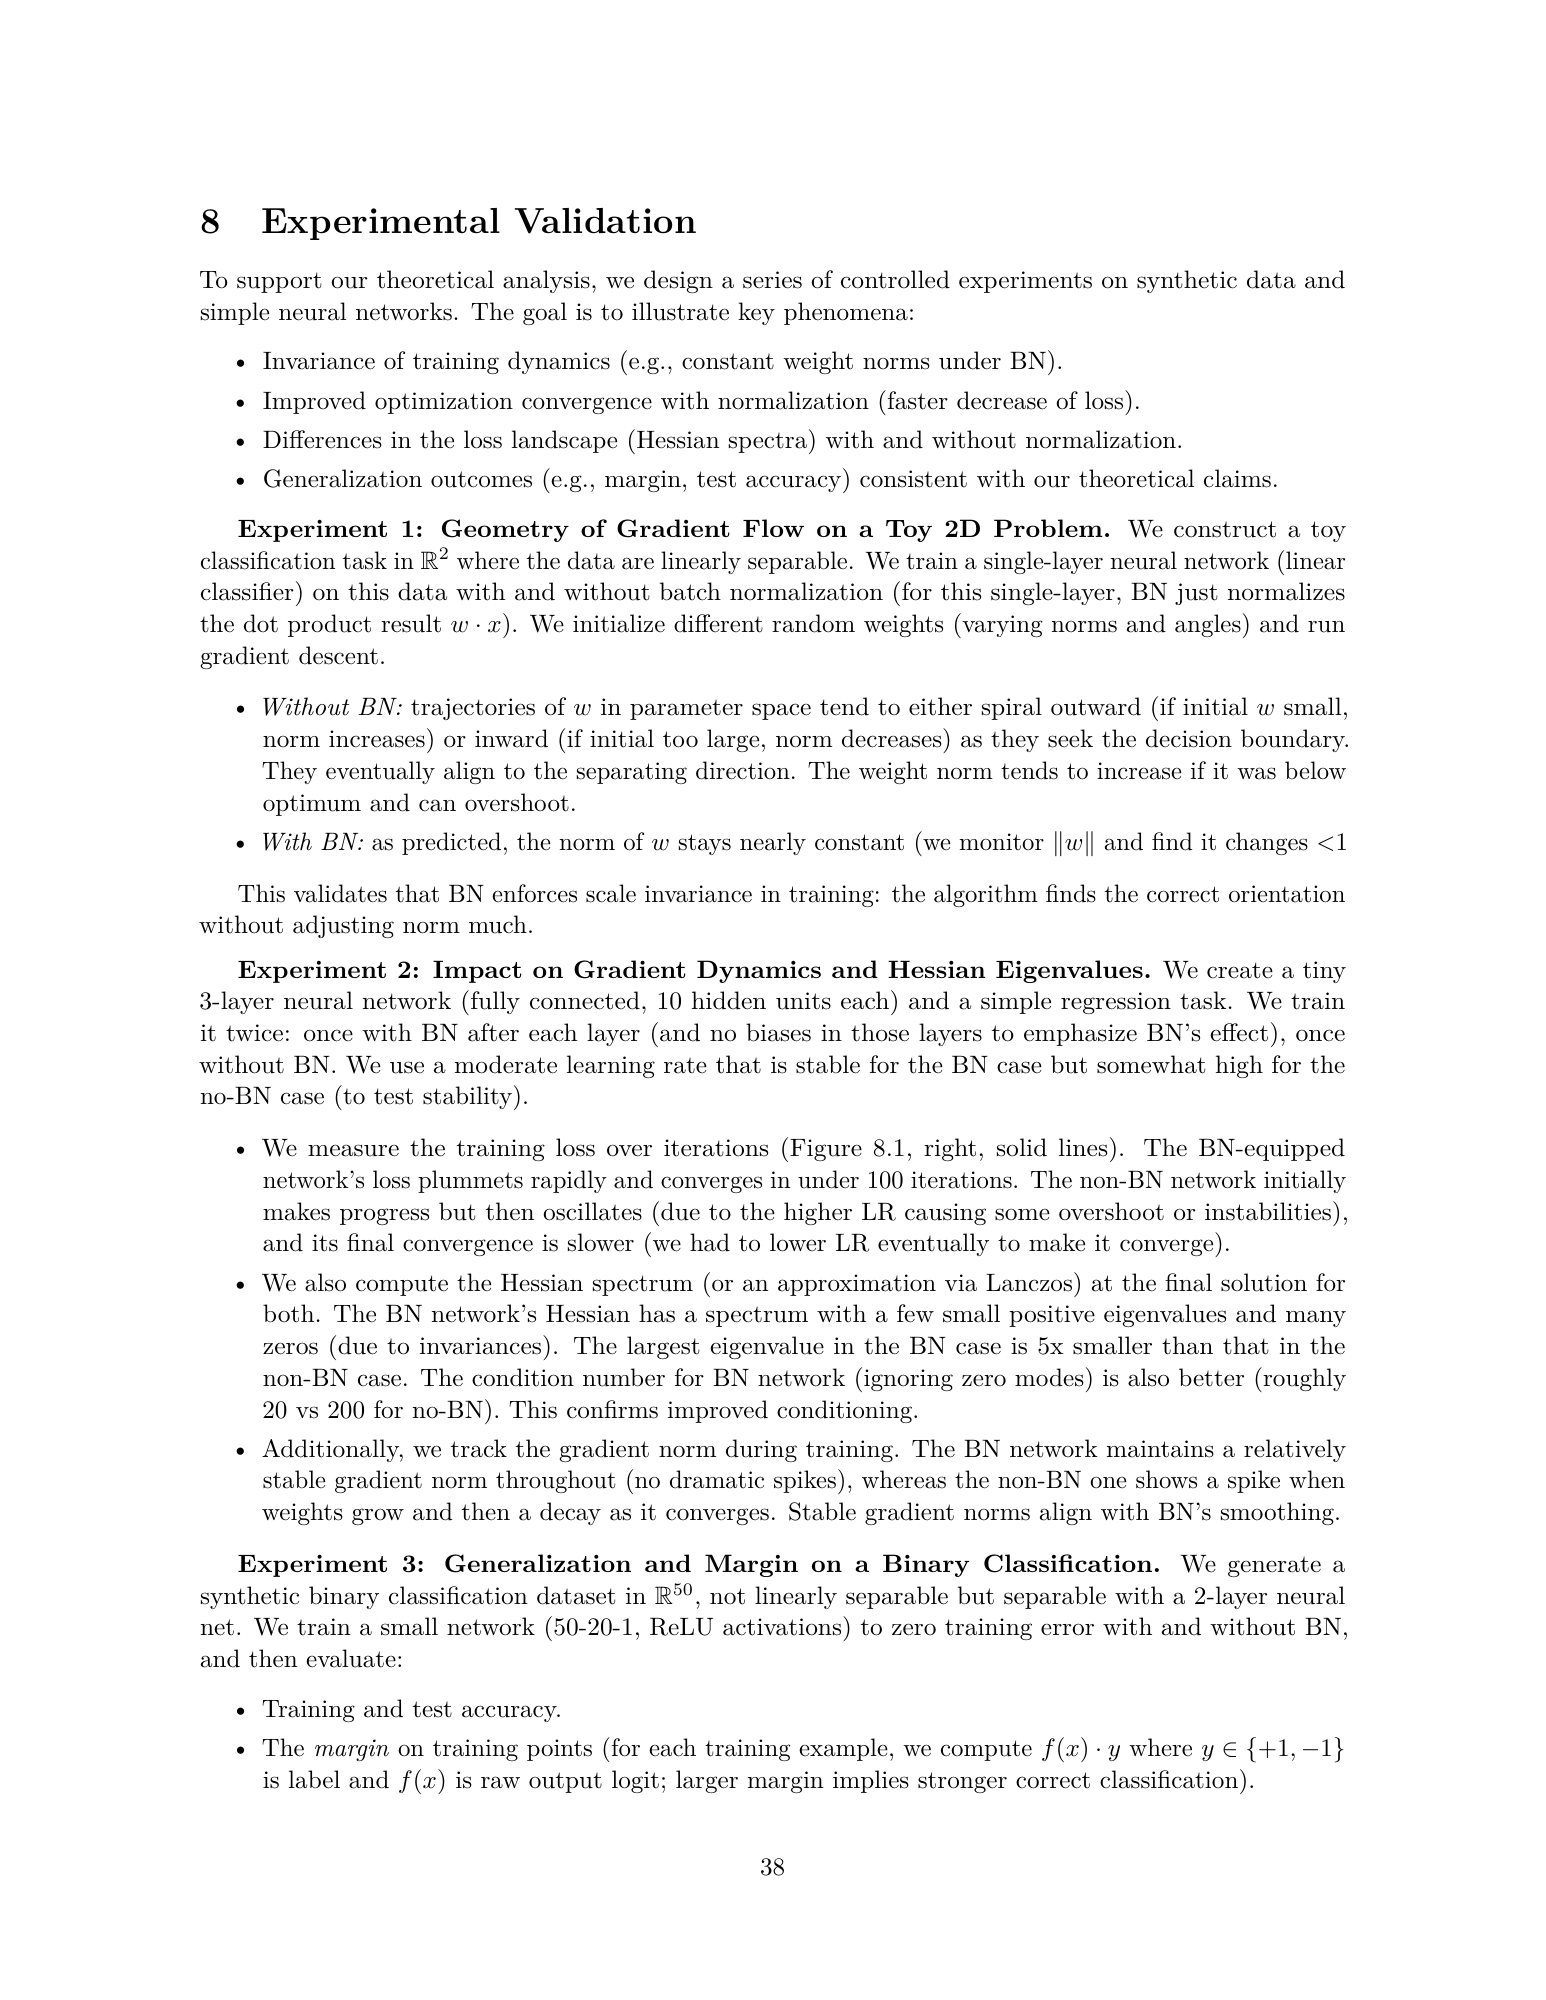 8 Experimental Validation
To support our theoretical analysis, we design a series of controlled experiments on synthetic data and
simple neural networks. The goal is to illustrate key phenomena:
• Invariance of training dynamics (e.g., constant weight norms under BN).
• Improved optimization convergence with normalization (faster decrease of loss).
• Differences in the loss landscape (Hessian spectra) with and without normalization.
• Generalization outcomes (e.g., margin, test accuracy) consistent with our theoretical claims.
Experiment 1: Geometry of Gradient Flow on a Toy 2D Problem. We construct a toy
classification task in ℝ² where the data are linearly separable. We train a single-layer neural network (linear
classifier) on this data with and without batch normalization (for this single-layer, BN just normalizes
the dot product result w · x). We initialize different random weights (varying norms and angles) and run
gradient descent.
• Without BN: trajectories of w in parameter space tend to either spiral outward (if initial w small,
norm increases) or inward (if initial too large, norm decreases) as they seek the decision boundary.
They eventually align to the separating direction. The weight norm tends to increase if it was below
optimum and can overshoot.
• With BN: as predicted, the norm of w stays nearly constant (we monitor ‖w‖ and find it changes <1
This validates that BN enforces scale invariance in training: the algorithm finds the correct orientation
without adjusting norm much.
Experiment 2: Impact on Gradient Dynamics and Hessian Eigenvalues. We create a tiny
3-layer neural network (fully connected, 10 hidden units each) and a simple regression task. We train
it twice: once with BN after each layer (and no biases in those layers to emphasize BN's effect), once
without BN. We use a moderate learning rate that is stable for the BN case but somewhat high for the
no-BN case (to test stability).
• We measure the training loss over iterations (Figure 8.1, right, solid lines). The BN-equipped
network's loss plummets rapidly and converges in under 100 iterations. The non-BN network initially
makes progress but then oscillates (due to the higher LR causing some overshoot or instabilities),
and its final convergence is slower (we had to lower LR eventually to make it converge).
• We also compute the Hessian spectrum (or an approximation via Lanczos) at the final solution for
both. The BN network's Hessian has a spectrum with a few small positive eigenvalues and many
zeros (due to invariances). The largest eigenvalue in the BN case is 5x smaller than that in the
non-BN case. The condition number for BN network (ignoring zero modes) is also better (roughly
20 vs 200 for no-BN). This confirms improved conditioning.
• Additionally, we track the gradient norm during training. The BN network maintains a relatively
stable gradient norm throughout (no dramatic spikes), whereas the non-BN one shows a spike when
weights grow and then a decay as it converges. Stable gradient norms align with BN's smoothing.
Experiment 3: Generalization and Margin on a Binary Classification. We generate a
synthetic binary classification dataset in ℝ⁵⁰, not linearly separable but separable with a 2-layer neural
net. We train a small network (50-20-1, ReLU activations) to zero training error with and without BN,
and then evaluate:
• Training and test accuracy.
• The margin on training points (for each training example, we compute f(x) · y where y ∈ {+1, −1}
is label and f(x) is raw output logit; larger margin implies stronger correct classification).
38